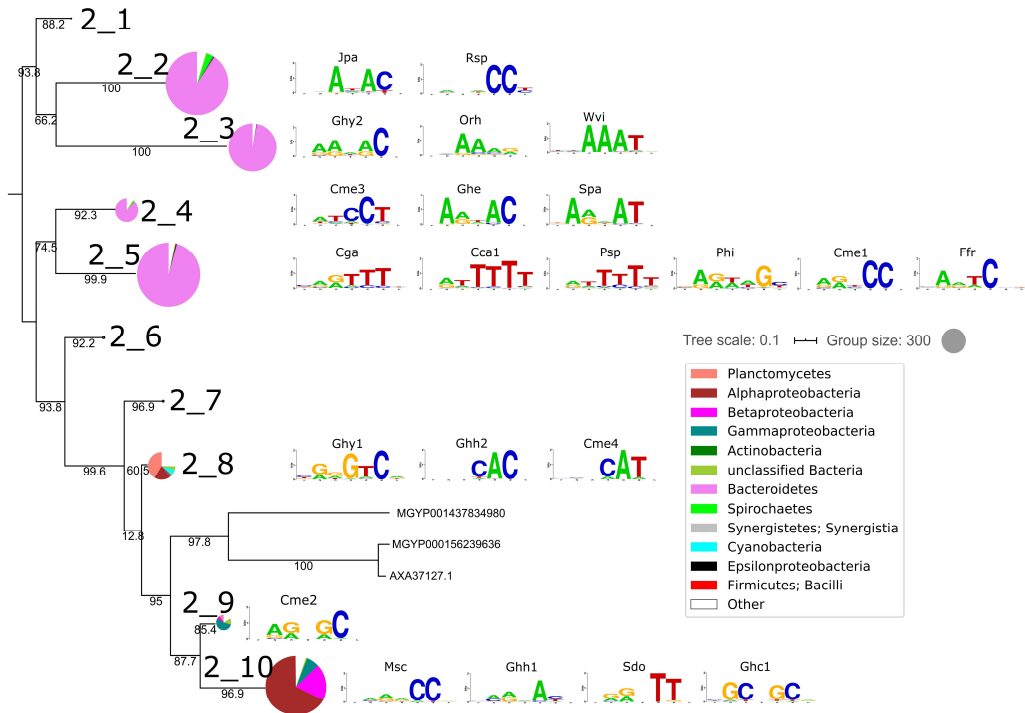 2_1
88.2
93.8
2_2
100
Jpa
Rsp
66.2
2_3
100
Ghy2
Orh
Wvi
92.3
2_4
Cme3
Ghe
Spa
74.5
2_5
99.9
Cga
Cca1
Psp
Phi
Cme1
Tfr
92.2
2_6
Tree scale: 0.1
Group size: 300
93.8
96.9
2_7
Planctomycetes
Alphaproteobacteria
Betaproteobacteria
Gammaproteobacteria
Actinobacteria
unclassified Bacteria
Bacteroidetes
Spirochaetes
Synergistetes; Synergistia
Cyanobacteria
Epsilonproteobacteria
Firmicutes; Bacilli
Other
99.6
60.5
2_8
Ghy1
Ghh2
Cme4
12.8
97.8
MGYP001437834980
MGYP000156239636
100
AXA37127.1
95
2_9
85.4
Cme2
87.7
2_10
96.9
Msc
Ghh1
Sdo
Ghc1